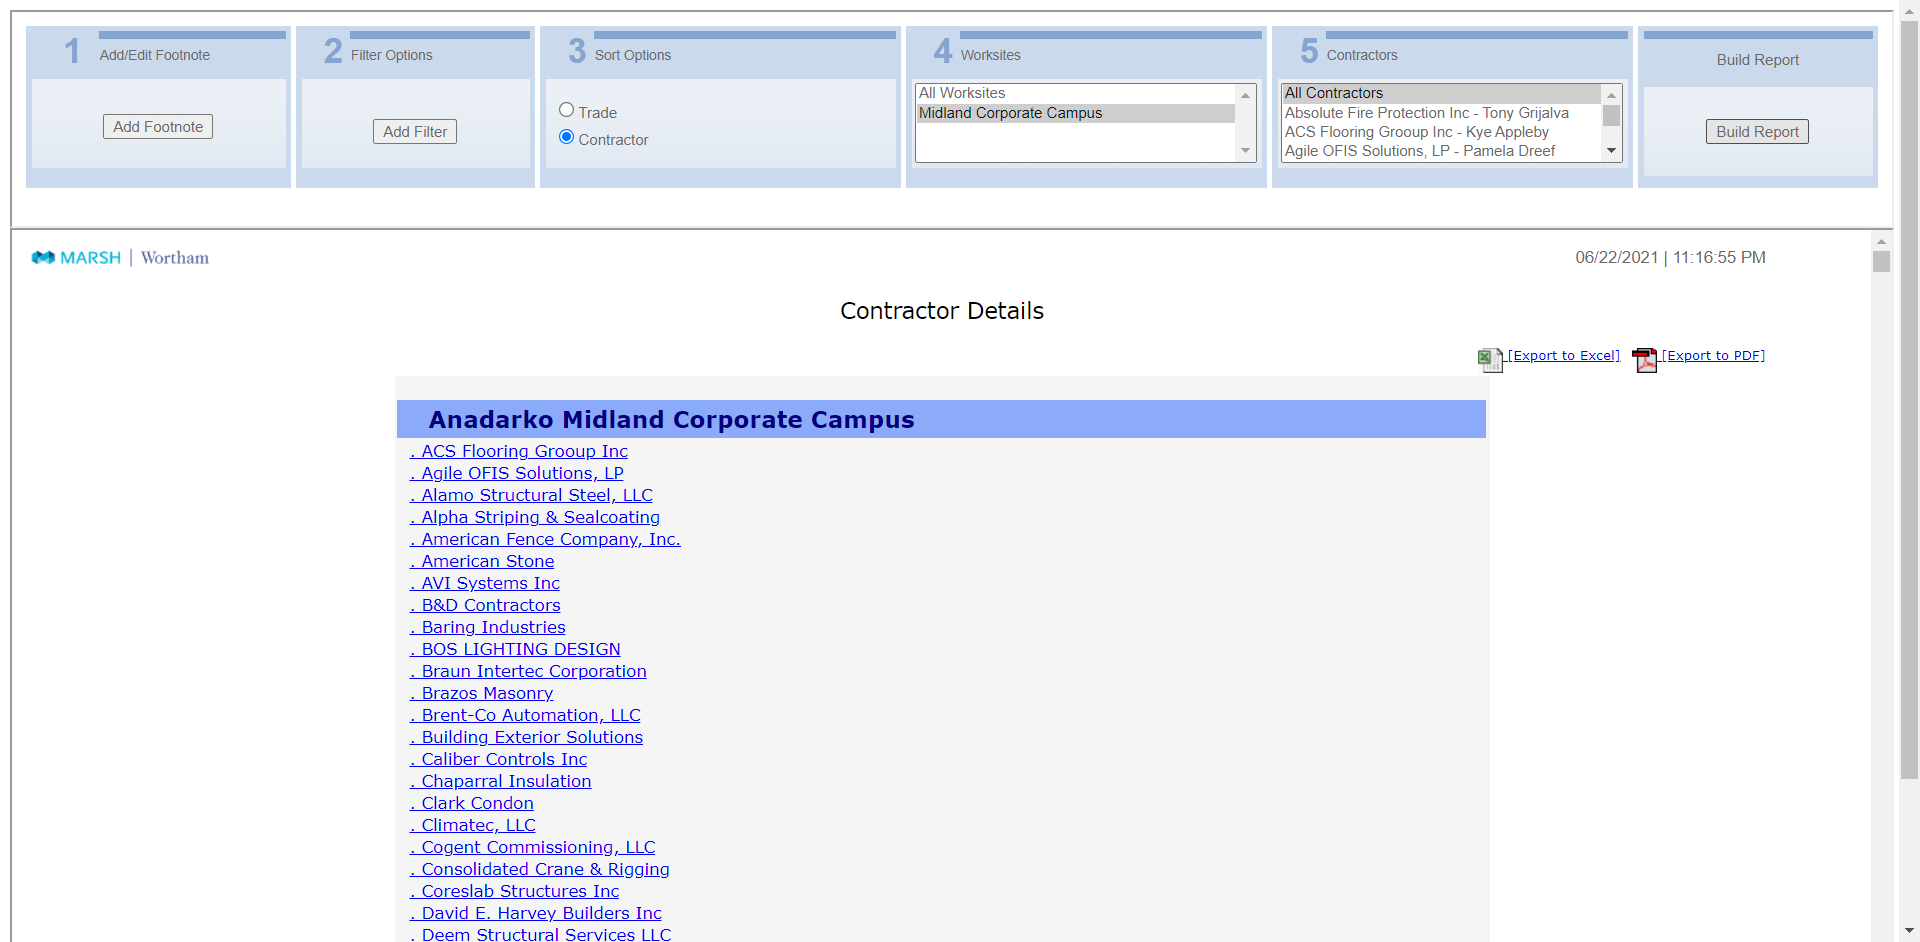 1 Add/Edit Footnote
Add Footnote
2 Filter Options
Add Filter
3 Sort Options
Trade
Contractor
4 Worksites
All Worksites
Midland Corporate Campus
5 Contractors
All Contractors
Absolute Fire Protection Inc - Tony Grijalva
ACS Flooring Grooup Inc - Kye Appleby
Agile OFIS Solutions, LP - Pamela Dreef
Build Report
Build Report
MARSH | Wortham
06/22/2021 | 11:16:55 PM
Contractor Details
[Export to Excel] [Export to PDF]
Anadarko Midland Corporate Campus
. ACS Flooring Grooup Inc
. Agile OFIS Solutions, LP
. Alamo Structural Steel, LLC
. Alpha Striping & Sealcoating
. American Fence Company, Inc.
. American Stone
. AVI Systems Inc
. B&D Contractors
. Baring Industries
. BOS LIGHTING DESIGN
. Braun Intertec Corporation
. Brazos Masonry
. Brent-Co Automation, LLC
. Building Exterior Solutions
. Caliber Controls Inc
. Chaparral Insulation
. Clark Condon
. Climatec, LLC
. Cogent Commissioning, LLC
. Consolidated Crane & Rigging
. Coreslab Structures Inc
. David E. Harvey Builders Inc
. Deem Structural Services LLC